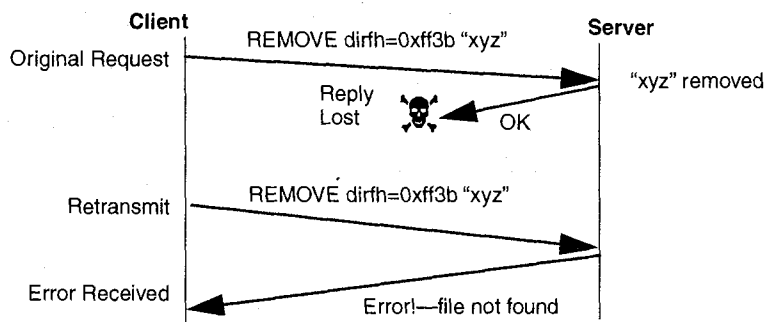 Client
Server
REMOVE dirfh=0xff3b “xyz”
Original Request
“xyz” removed
Reply
Lost
OK
REMOVE dirfh=0xff3b “xyz”
Retransmit
Error Received
Error!—file not found